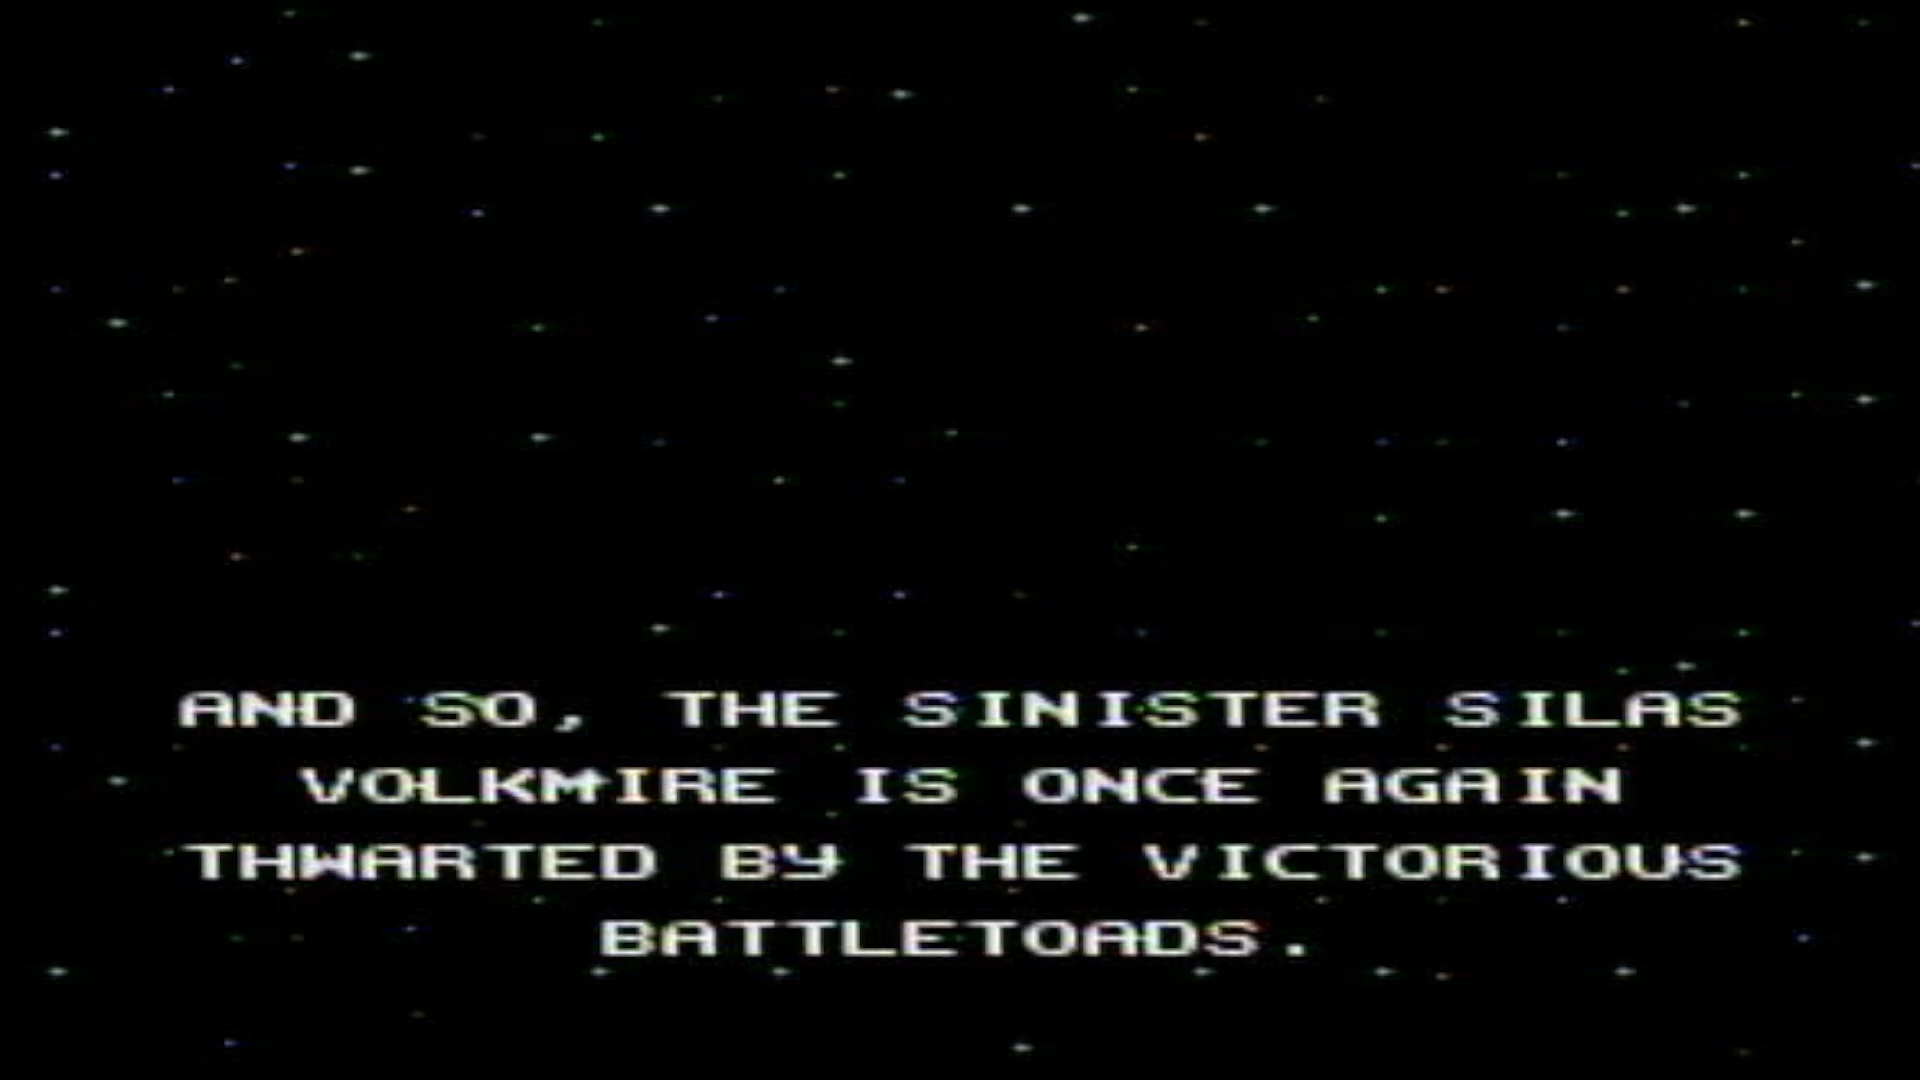 AND SO, THE SINISTER SILAS
VOLKMIRE IS ONCE AGAIN
THWARTED BY THE VICTORIOUS
BATTLETOADS.